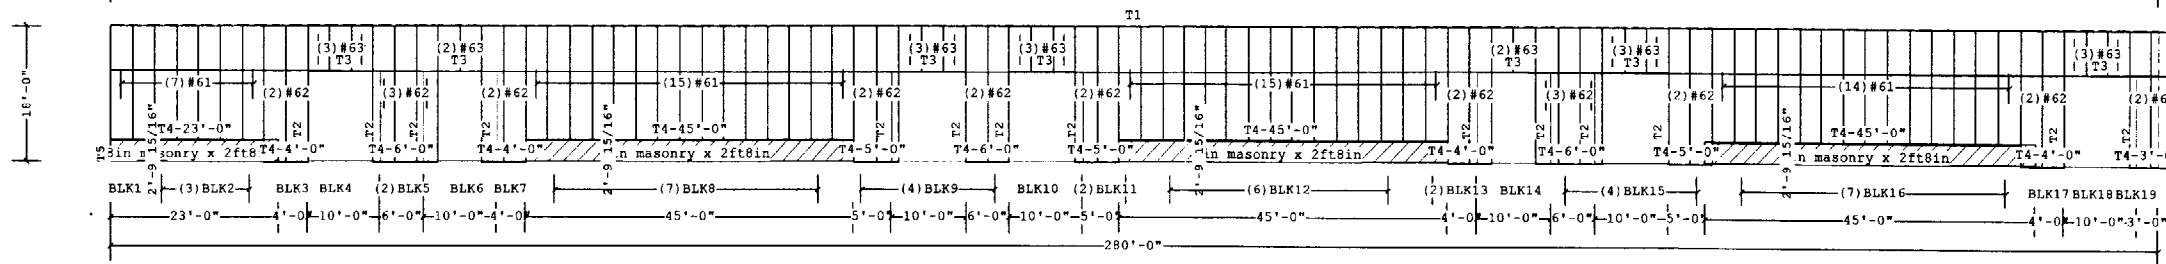 T1
(3)#63 (2)#63 (3)#63 (3)#63 (2)#63 (3)#63 (3)#63
T3 T3 T3 T3 T3 T3 T3
18'-0"
(7)#61 (15)#61 (15)#61 (14)#61
(2)#62 (3)#62 (2)#62 (2)#62 (2)#62 (2)#62 (2)#62 (3)#62 (2)#62 (2)#62
T2 T2 T2 T2 T2 T2 T2 T2 T2 T2 T2 T2 T2
T4-23'-0" T4-45'-0" T4-45'-0" T4-45'-0"
2'-9 15/16" 2'-9 15/16" 2'-9 15/16" 2'-9 15/16"
T5
T4-4'-0" T4-6'-0" T4-4'-0" T4-5'-0" T4-6'-0" T4-5'-0" T4-4'-0" T4-6'-0" T4-5'-0" T4-4'-0" T4-3'-0
8in masonry x 2ft8 n masonry x 2ft8in in masonry x 2ft8in n masonry x 2ft8in
BLK1 (3)BLK2 BLK3 BLK4 (2)BLK5 BLK6 BLK7 (7)BLK8 (4)BLK9 BLK10 (2)BLK11 (6)BLK12 (2)BLK13 BLK14 (4)BLK15 (7)BLK16 BLK17 BLK18 BLK19
23'-0" 4'-0 10'-0" 6'-0" 10'-0" 4'-0" 45'-0" 5'-0 10'-0" 6'-0" 10'-0" 5'-0" 45'-0" 4'-0 10'-0" 6'-0" 10'-0" 5'-0" 45'-0" 4'-0 10'-0" 3'-0"
280'-0"